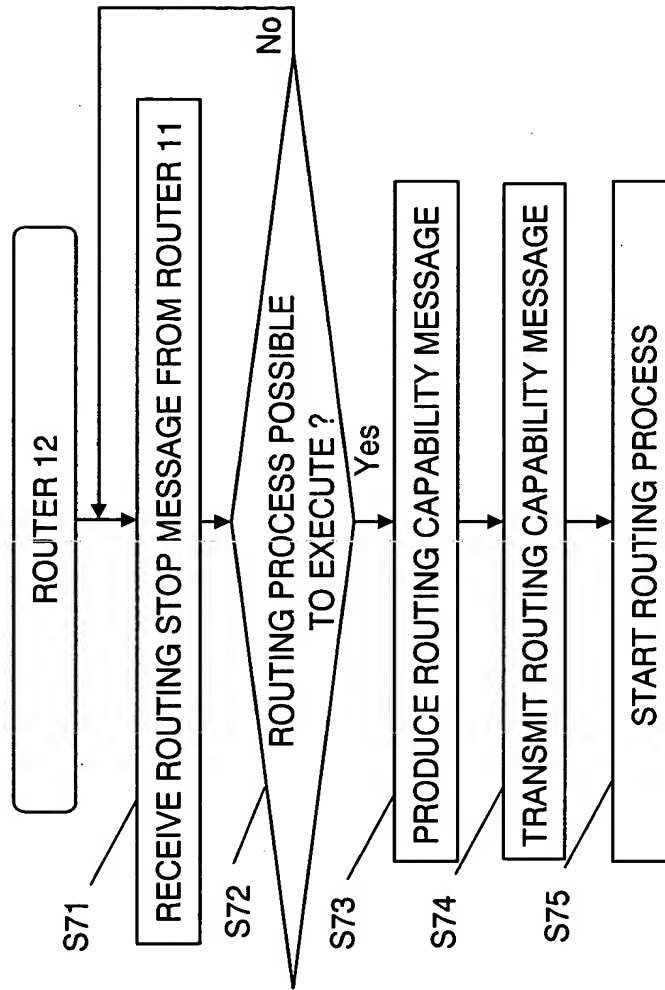 ROUTER 12
S71
RECEIVE ROUTING STOP MESSAGE FROM ROUTER 11
S72
ROUTING PROCESS POSSIBLE
TO EXECUTE ?
No
Yes
S73
PRODUCE ROUTING CAPABILITY MESSAGE
S74
TRANSMIT ROUTING CAPABILITY MESSAGE
S75
START ROUTING PROCESS